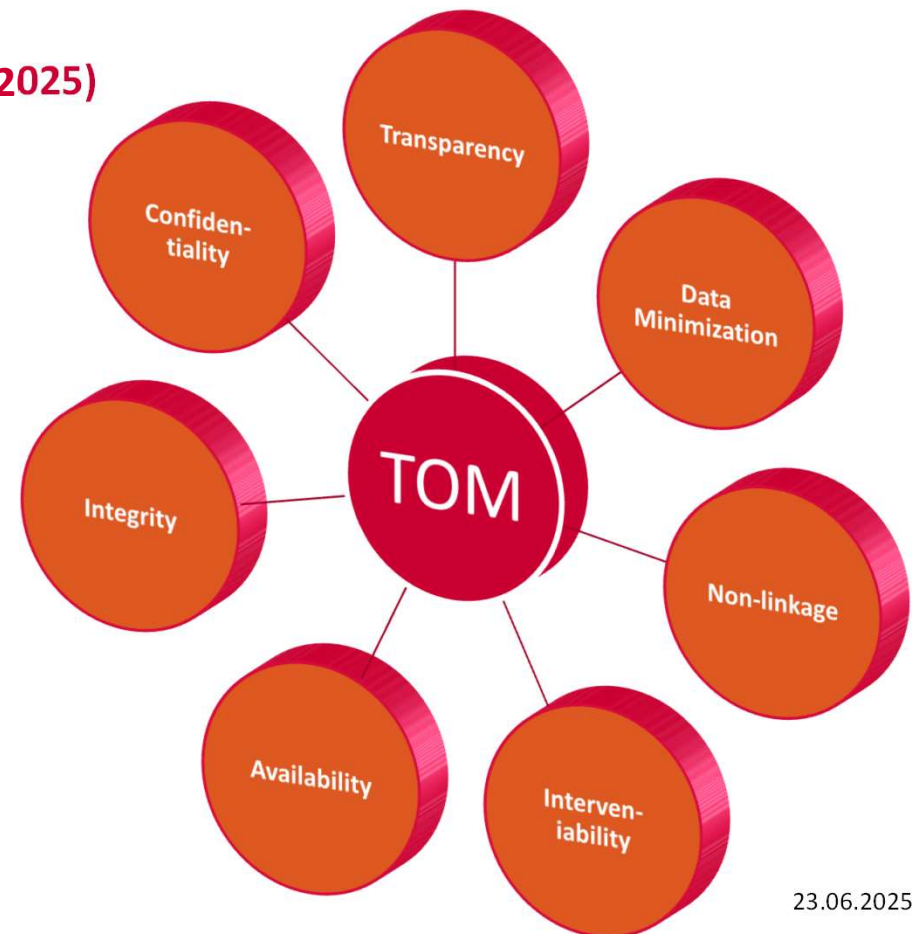 2025)
Transparency
Confiden-
tiality
Data
Minimization
TOM
Integrity
Non-linkage
Availability
Interven-
iability
23.06.2025